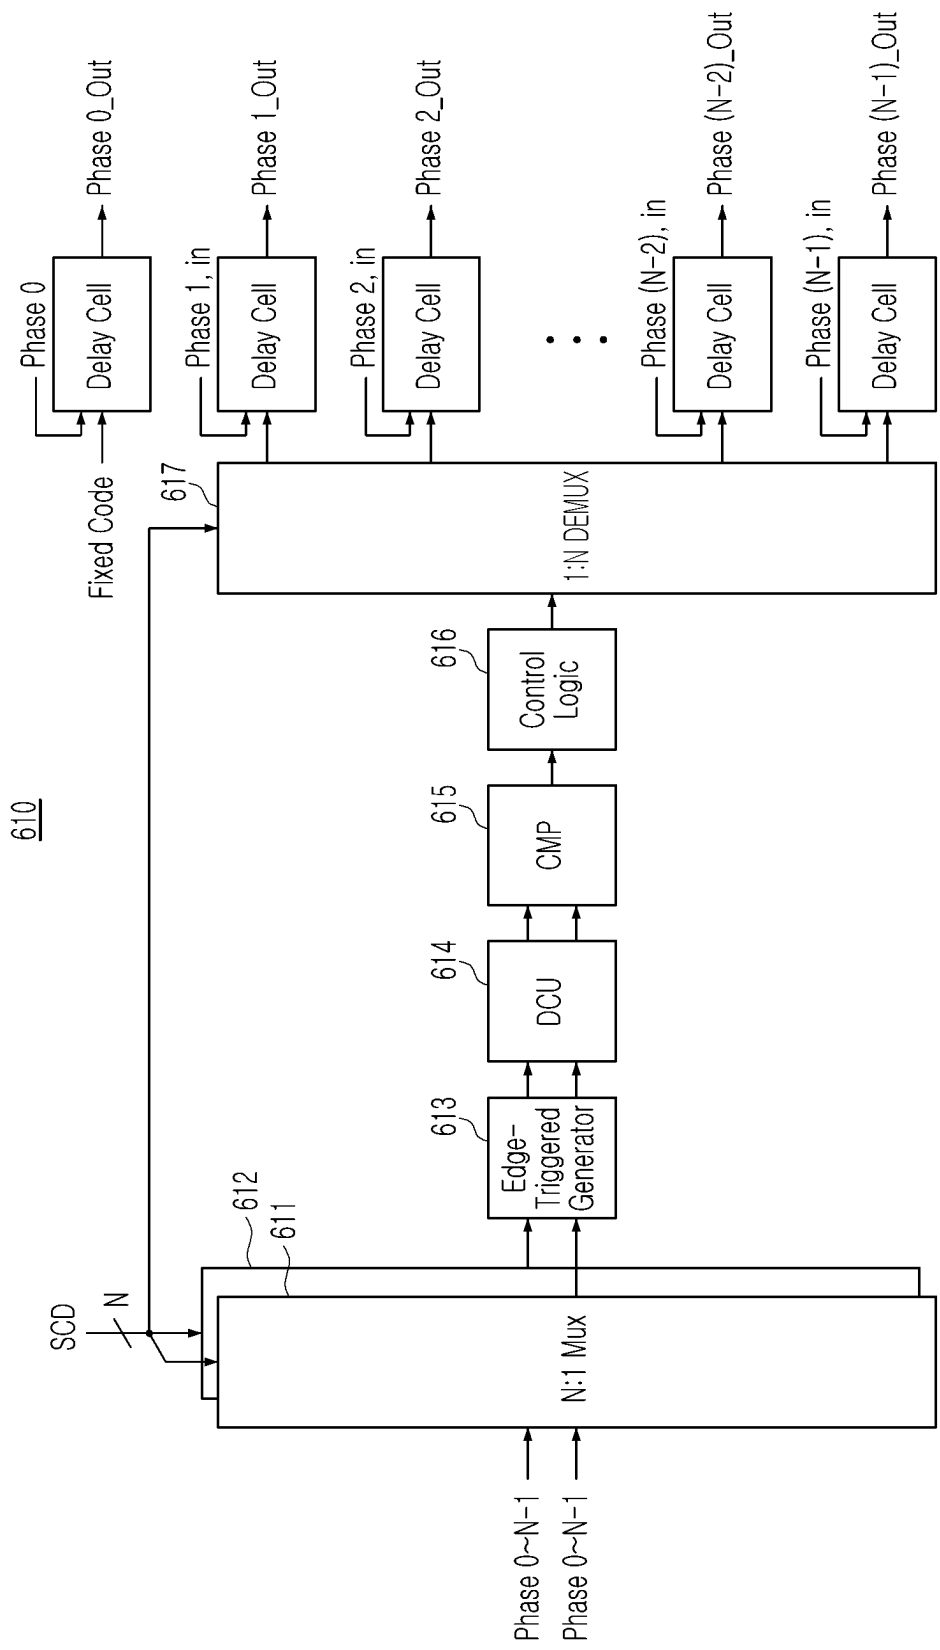 610
SCD
N
612
611
N:1 Mux
Phase 0~N-1
Phase 0~N-1
613
Edge-
Triggered
Generator
614
DCU
615
CMP
616
Control
Logic
617
1:N DEMUX
Fixed Code
Phase 0
Delay Cell
Phase 0_Out
Phase 1, in
Delay Cell
Phase 1_Out
Phase 2, in
Delay Cell
Phase 2_Out
Phase (N-2), in
Delay Cell
Phase (N-2)_Out
Phase (N-1), in
Delay Cell
Phase (N-1)_Out